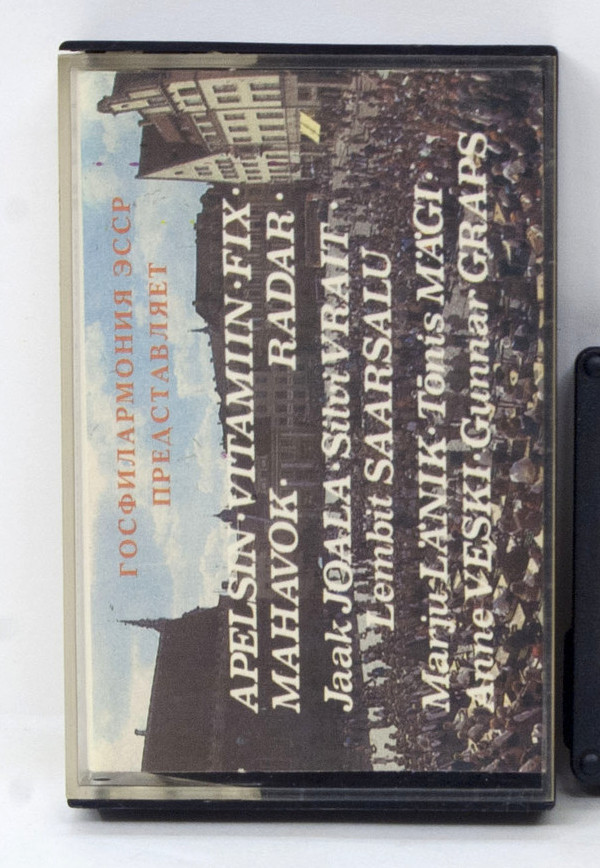 ГОСФИЛАРМОНИЯ ЭССР
ПРЕДСТАВЛЯЕТ
APELSIN·VITAMIIN·FIX·
MAHAVOK· RADAR·
Jaak JOALA·Silvi VRAIT·
Lembit SAARSALU
Marju LÄNIK·Tõnis MÄGI·
Anne VESKI·Gunnar GRAPS